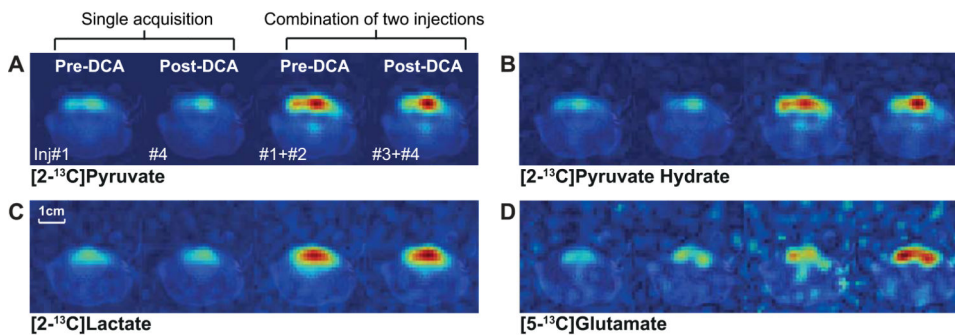 Single acquisition Combination of two injections
A Pre-DCA Post-DCA Pre-DCA Post-DCA B
Inj#1 #4 #1+#2 #3+#4
[2-¹³C]Pyruvate [2-¹³C]Pyruvate Hydrate
C 1cm D
[2-¹³C]Lactate [5-¹³C]Glutamate